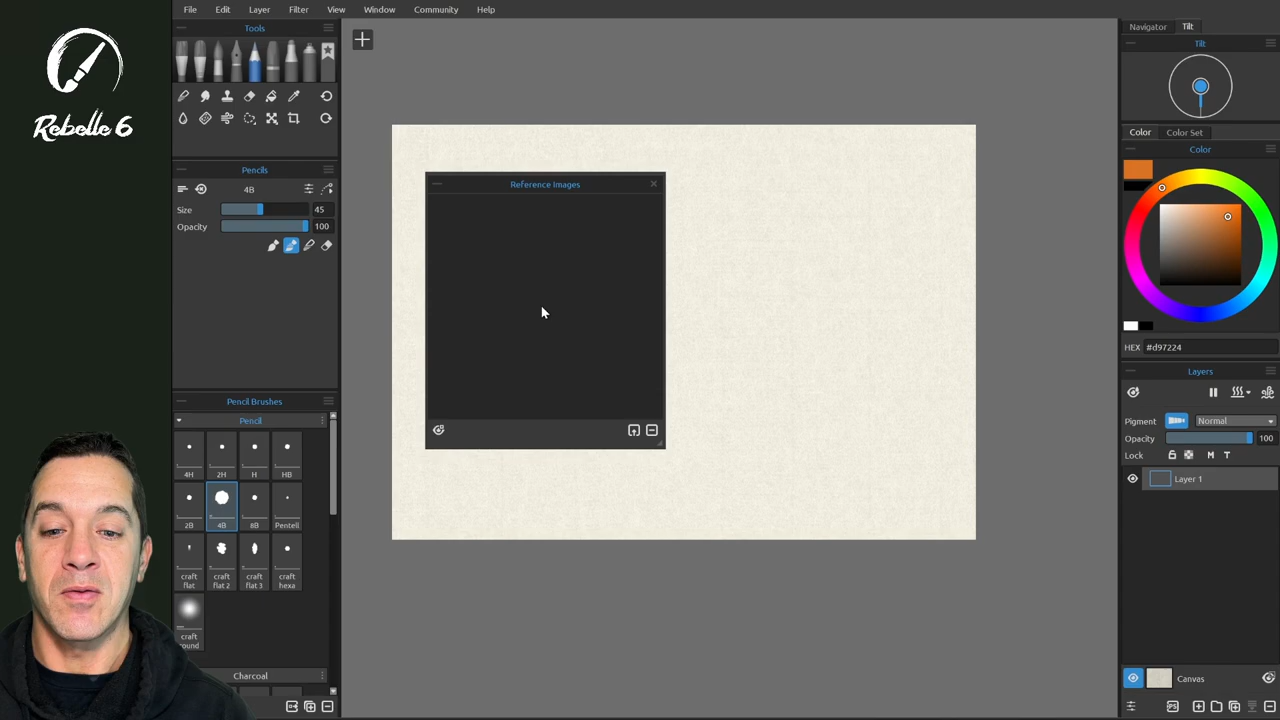 Rebelle 6
File Edit Layer Filter View Window Community Help
Tools
Pencils
4B
Size 45
Opacity 100
Pencil Brushes
Pencil
4H 2H H HB
2B 4B 8B Pentell
craft flat craft flat 2 craft flat 3 craft hexa
craft round
Charcoal
Reference Images
Navigator Tilt
Tilt
Color Color Set
Color
HEX #d97224
Layers
Pigment Normal
Opacity 100
Lock M T
Layer 1
Canvas
PS